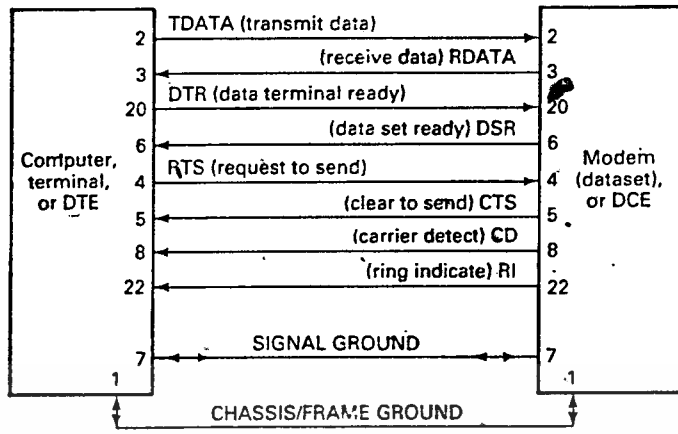 TDATA (transmit data)
2 2
(receive data) RDATA
3 3
DTR (data terminal ready)
20 20
(data set ready) DSR
6 6
Computer,
terminal,
or DTE
RTS (request to send)
4 4
Modem
(dataset),
or DCE
(clear to send) CTS
5 5
(carrier detect) CD
8 8
(ring indicate) RI
22 22
SIGNAL GROUND
7 7
1 1
CHASSIS/FRAME GROUND